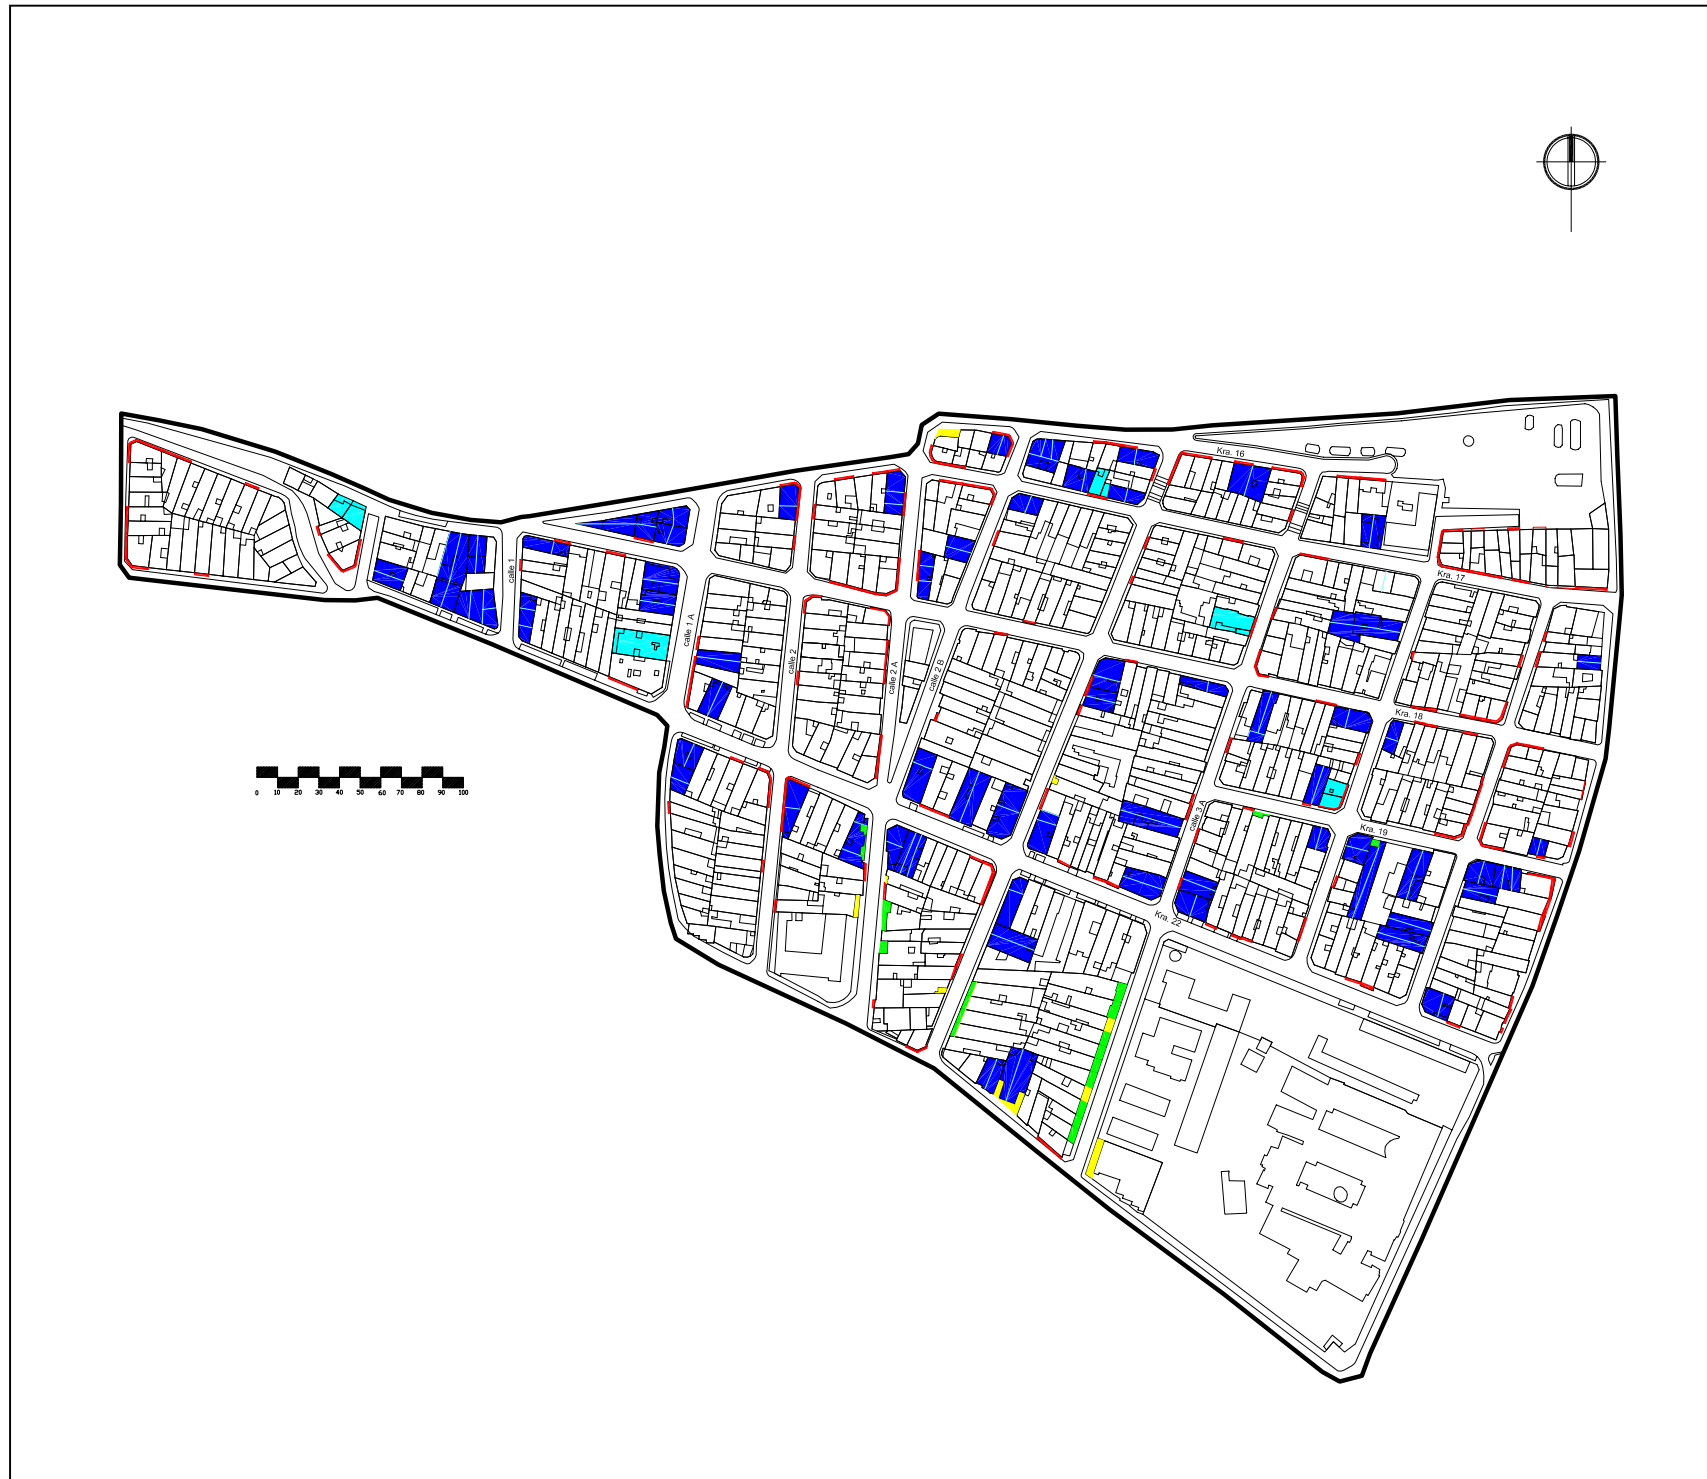 Kra. 16
calle 1
Kra. 17
calle 1 A
calle 2
calle 2 A
calle 2 B
Kra. 18
0 10 20 30 40 50 60 70 80 90 100
calle 3 A
Kra. 19
Kra. 22